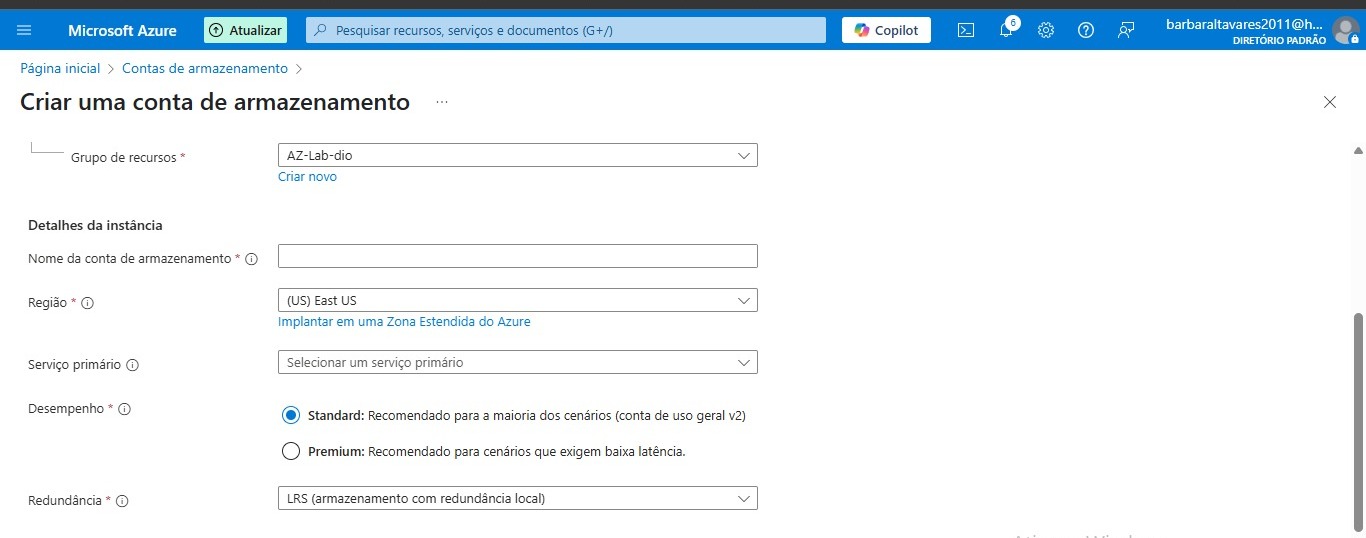 Microsoft Azure
Atualizar
Pesquisar recursos, serviços e documentos (G+/)
Copilot
6
barbaraltavares2011@h...
DIRETÓRIO PADRÃO
Página inicial > Contas de armazenamento >
Criar uma conta de armazenamento ...
Grupo de recursos *
AZ-Lab-dio
Criar novo
Detalhes da instância
Nome da conta de armazenamento *
Região *
(US) East US
Implantar em uma Zona Estendida do Azure
Serviço primário
Selecionar um serviço primário
Desempenho *
Standard: Recomendado para a maioria dos cenários (conta de uso geral v2)
Premium: Recomendado para cenários que exigem baixa latência.
Redundância *
LRS (armazenamento com redundância local)